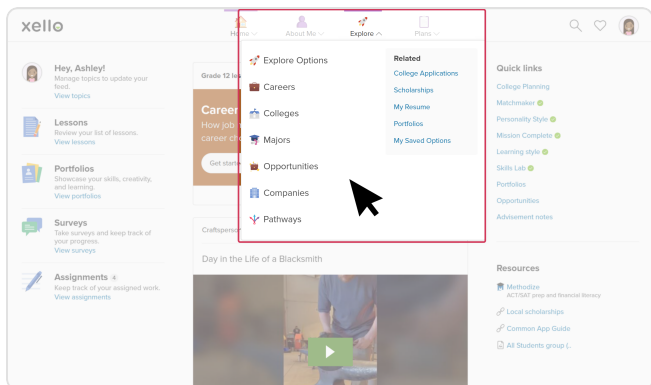 xello
Home
About Me
Explore
Plans
Hey, Ashley!
Manage topics to update your
feed.
View topics
Lessons
Review your list of lessons.
View lessons
Portfolios
Showcase your skills, creativity,
and learning.
View portfolios
Surveys
Take surveys and keep track of
your progress.
View surveys
Assignments 4
Keep track of your assigned work.
View assignments
Grade 12
Career
How job
career
Get
Craftsperson
Day in the Life of a Blacksmith
Explore Options
Careers
Colleges
Majors
Opportunities
Companies
Pathways
Related
College Applications
Scholarships
My Resume
Portfolios
My Saved Options
Quick links
College Planning
Matchmaker
Personality Style
Mission Complete
Learning style
Skills Lab
Portfolios
Opportunities
Advisement notes
Resources
Methodize
ACT/SAT prep and financial literacy
Local scholarships
Common App Guide
All Students group (..